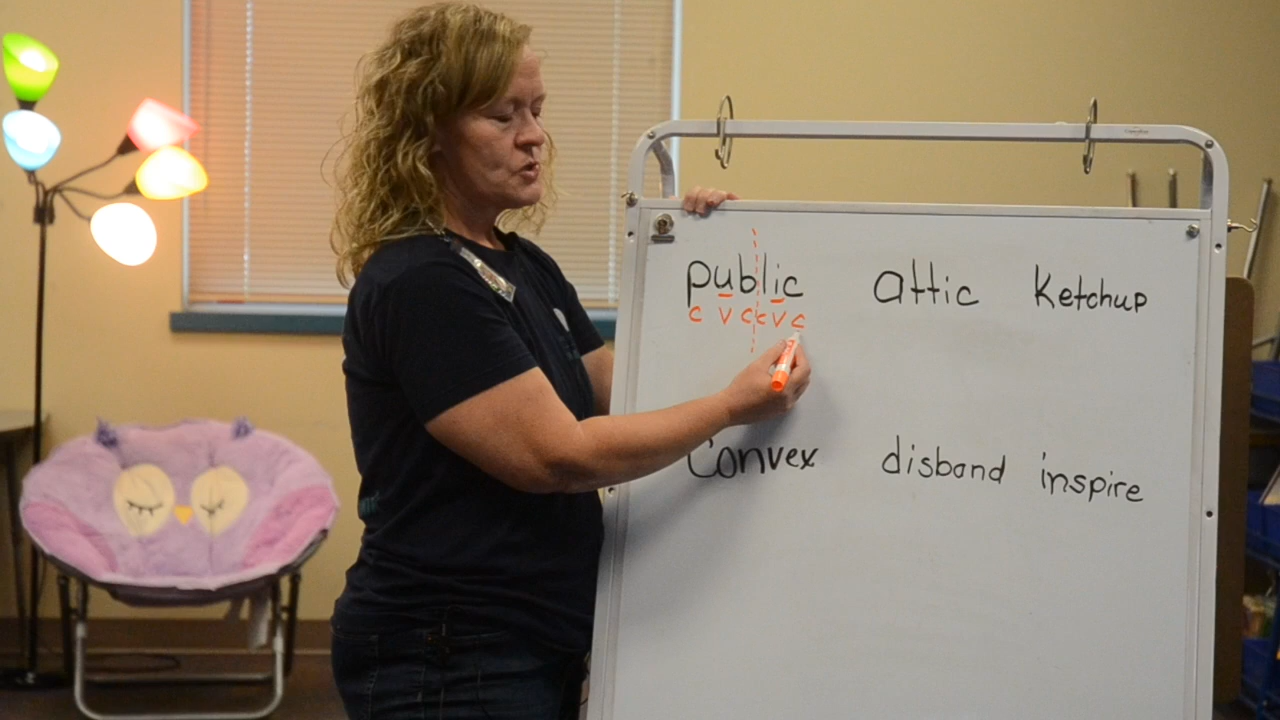 public attic Ketchup
c v c c v c
Convex disband inspire